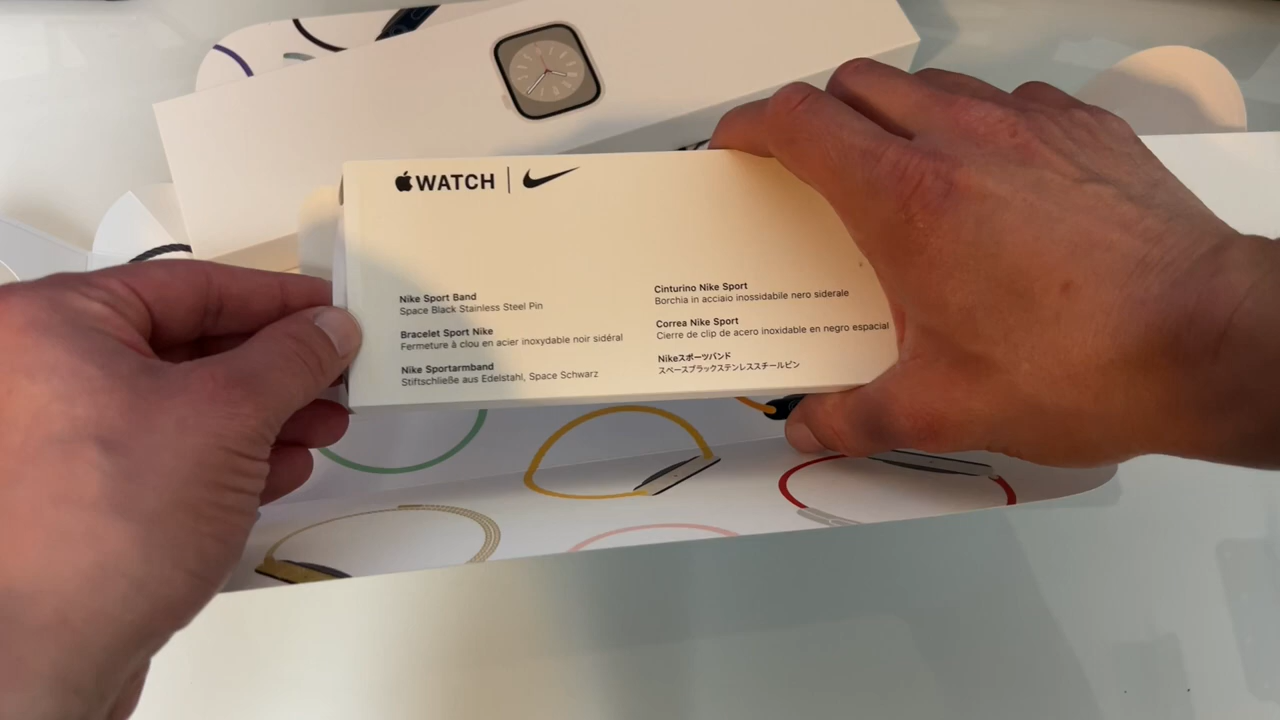 WATCH
Nike Sport Band
Space Black Stainless Steel Pin
Bracelet Sport Nike
Fermeture à clou en acier inoxydable noir sidéral
Nike Sportarmband
Stiftschließe aus Edelstahl, Space Schwarz
Cinturino Nike Sport
Borchia in acciaio inossidabile nero siderale
Correa Nike Sport
Cierre de clip de acero inoxidable en negro espacial
Nikeスポーツバンド
スペースブラックステンレススチールピン